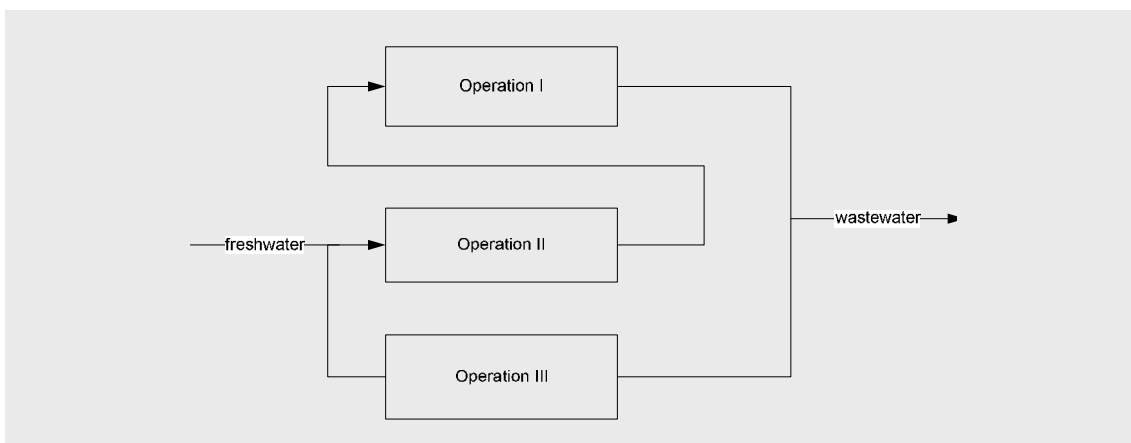 Operation I
wastewater
freshwater
Operation II
Operation III